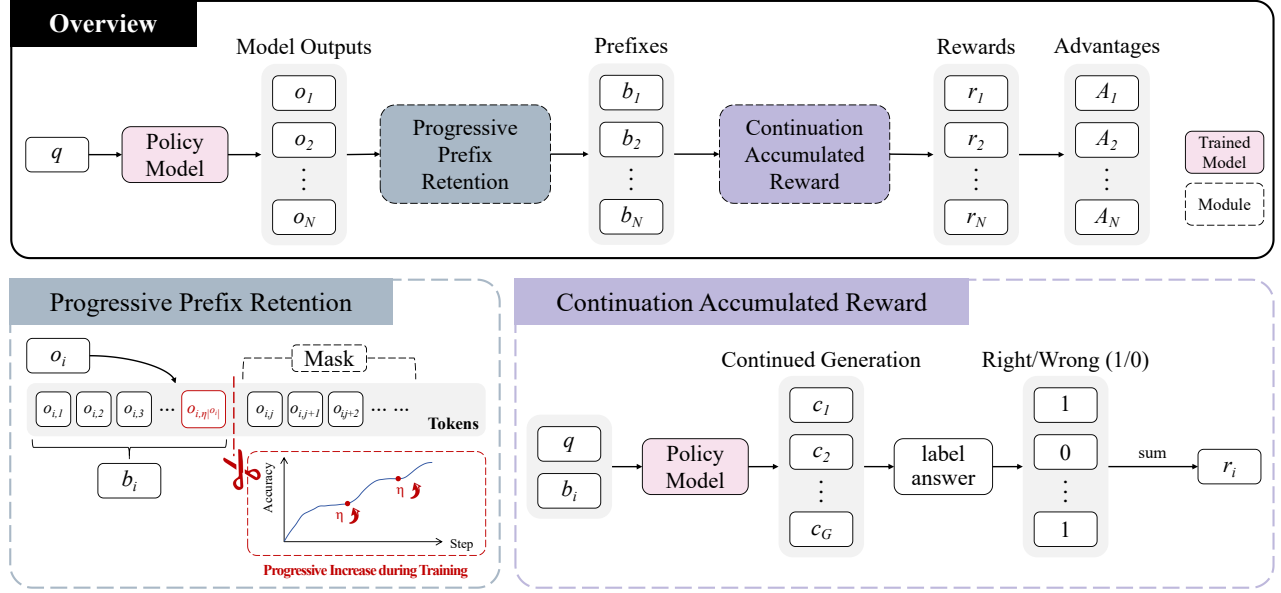 Overview
Model Outputs
Prefixes
Rewards
Advantages
q
Policy
Model
o1
o2
⋮
oN
Progressive
Prefix
Retention
b1
b2
⋮
bN
Continuation
Accumulated
Reward
r1
r2
⋮
rN
A1
A2
⋮
AN
Trained
Model
Module
Progressive Prefix Retention
oi
Mask
oi,1 oi,2 oi,3 ··· oi,η|oi| oi,j oi,j+1 oi,j+2 ··· ···
Tokens
bi
Accuracy
η
η
Step
Progressive Increase during Training
Continuation Accumulated Reward
Continued Generation
Right/Wrong (1/0)
q
bi
Policy
Model
c1
c2
⋮
cG
label
answer
1
0
⋮
1
sum
ri